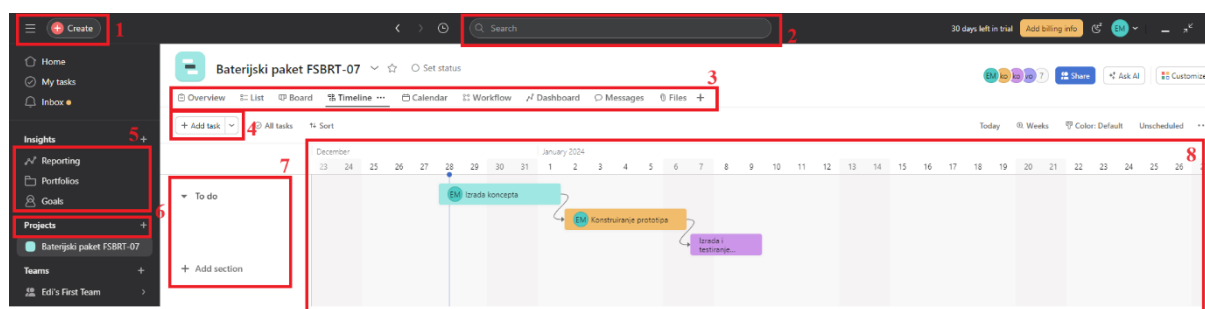 Create 1 Search 2 30 days left in trial Add billing info EM
Home
My tasks
Inbox
Baterijski paket FSBRT-07 Set status
3
EM ko ko vo 7 Share Ask AI Customize
Overview List Board Timeline ... Calendar Workflow Dashboard Messages Files +
+ Add task 4 All tasks Sort Today Weeks Color: Default Unscheduled ...
Insights 5 +
Reporting
Portfolios
Goals
6
Projects +
Baterijski paket FSBRT-07
Teams +
Edi's First Team
7
To do
+ Add section
December January 2024 8
23 24 25 26 27 28 29 30 31 1 2 3 4 5 6 7 8 9 10 11 12 13 14 15 16 17 18 19 20 21 22 23 24 25 26
EM Izrada koncepta
EM Konstruiranje prototipa
Izrada i
testiranje...